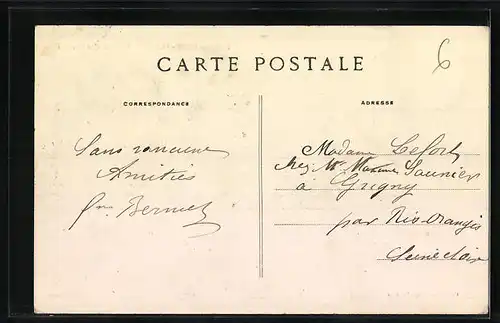 6
CARTE POSTALE
CORRESPONDANCE
ADRESSE
Sans rancune
Amitiés
Bermet
Madame Lefort
chez Mr Maxime Saunier
à Grigny
par Ris-Orangis
Seine et Oise